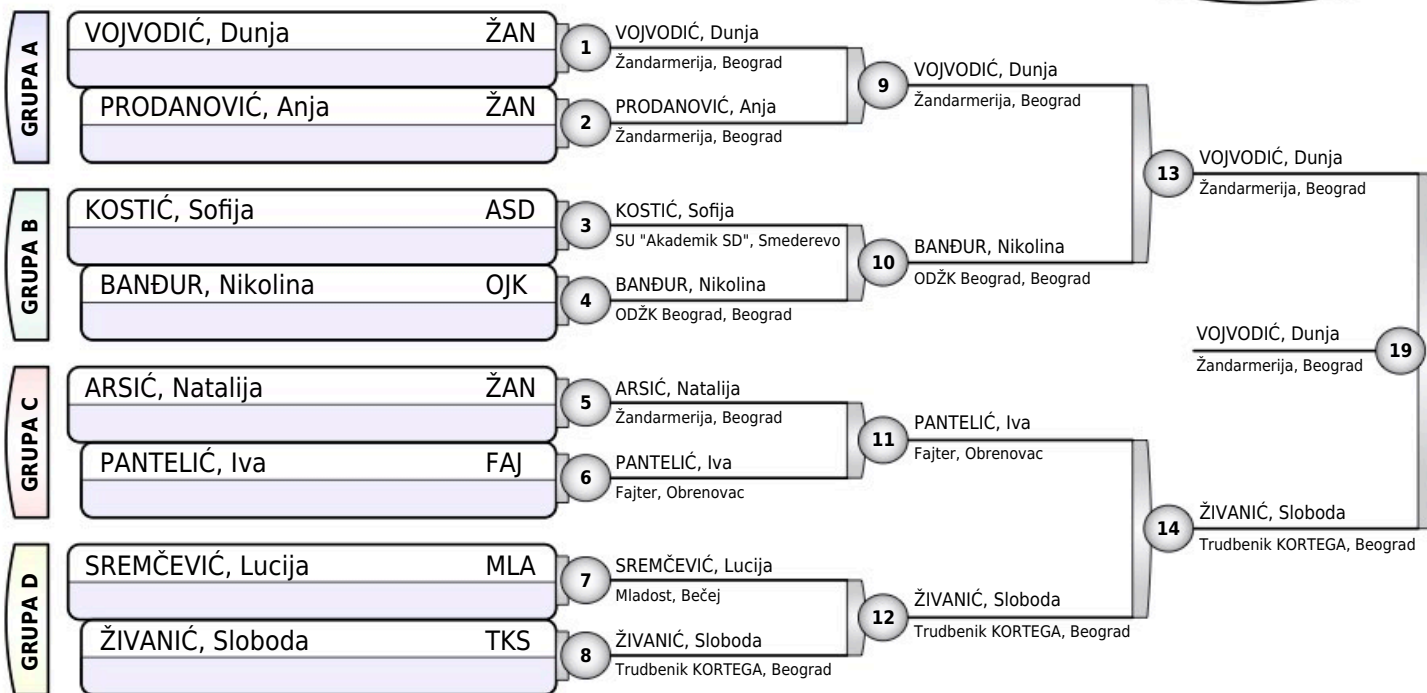 GRUPA A
VOJVODIĆ, Dunja ŽAN
PRODANOVIĆ, Anja ŽAN
1
VOJVODIĆ, Dunja
Žandarmerija, Beograd
2
PRODANOVIĆ, Anja
Žandarmerija, Beograd
9
VOJVODIĆ, Dunja
Žandarmerija, Beograd
GRUPA B
KOSTIĆ, Sofija ASD
BANĐUR, Nikolina OJK
3
KOSTIĆ, Sofija
SU "Akademik SD", Smederevo
4
BANĐUR, Nikolina
ODŽK Beograd, Beograd
10
BANĐUR, Nikolina
ODŽK Beograd, Beograd
13
VOJVODIĆ, Dunja
Žandarmerija, Beograd
GRUPA C
ARSIĆ, Natalija ŽAN
PANTELIĆ, Iva FAJ
5
ARSIĆ, Natalija
Žandarmerija, Beograd
6
PANTELIĆ, Iva
Fajter, Obrenovac
11
PANTELIĆ, Iva
Fajter, Obrenovac
GRUPA D
SREMČEVIĆ, Lucija MLA
ŽIVANIĆ, Sloboda TKS
7
SREMČEVIĆ, Lucija
Mladost, Bečej
8
ŽIVANIĆ, Sloboda
Trudbenik KORTEGA, Beograd
12
ŽIVANIĆ, Sloboda
Trudbenik KORTEGA, Beograd
14
ŽIVANIĆ, Sloboda
Trudbenik KORTEGA, Beograd
VOJVODIĆ, Dunja
Žandarmerija, Beograd
19